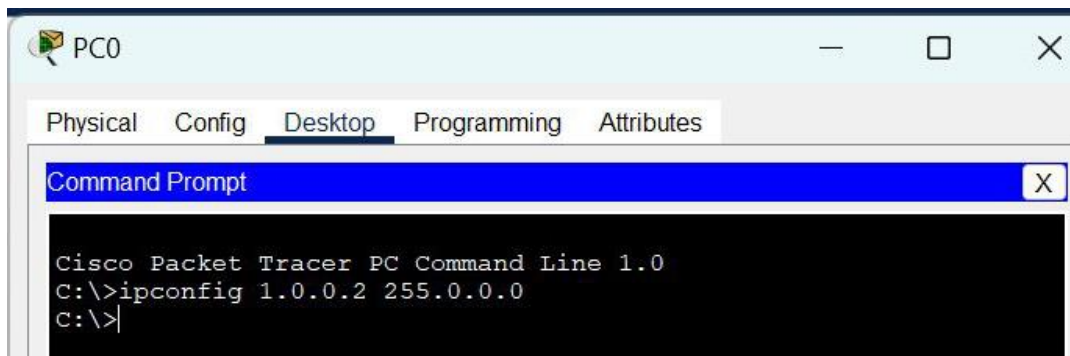 PC0
Physical Config Desktop Programming Attributes
Command Prompt X
Cisco Packet Tracer PC Command Line 1.0
C:\>ipconfig 1.0.0.2 255.0.0.0
C:\>